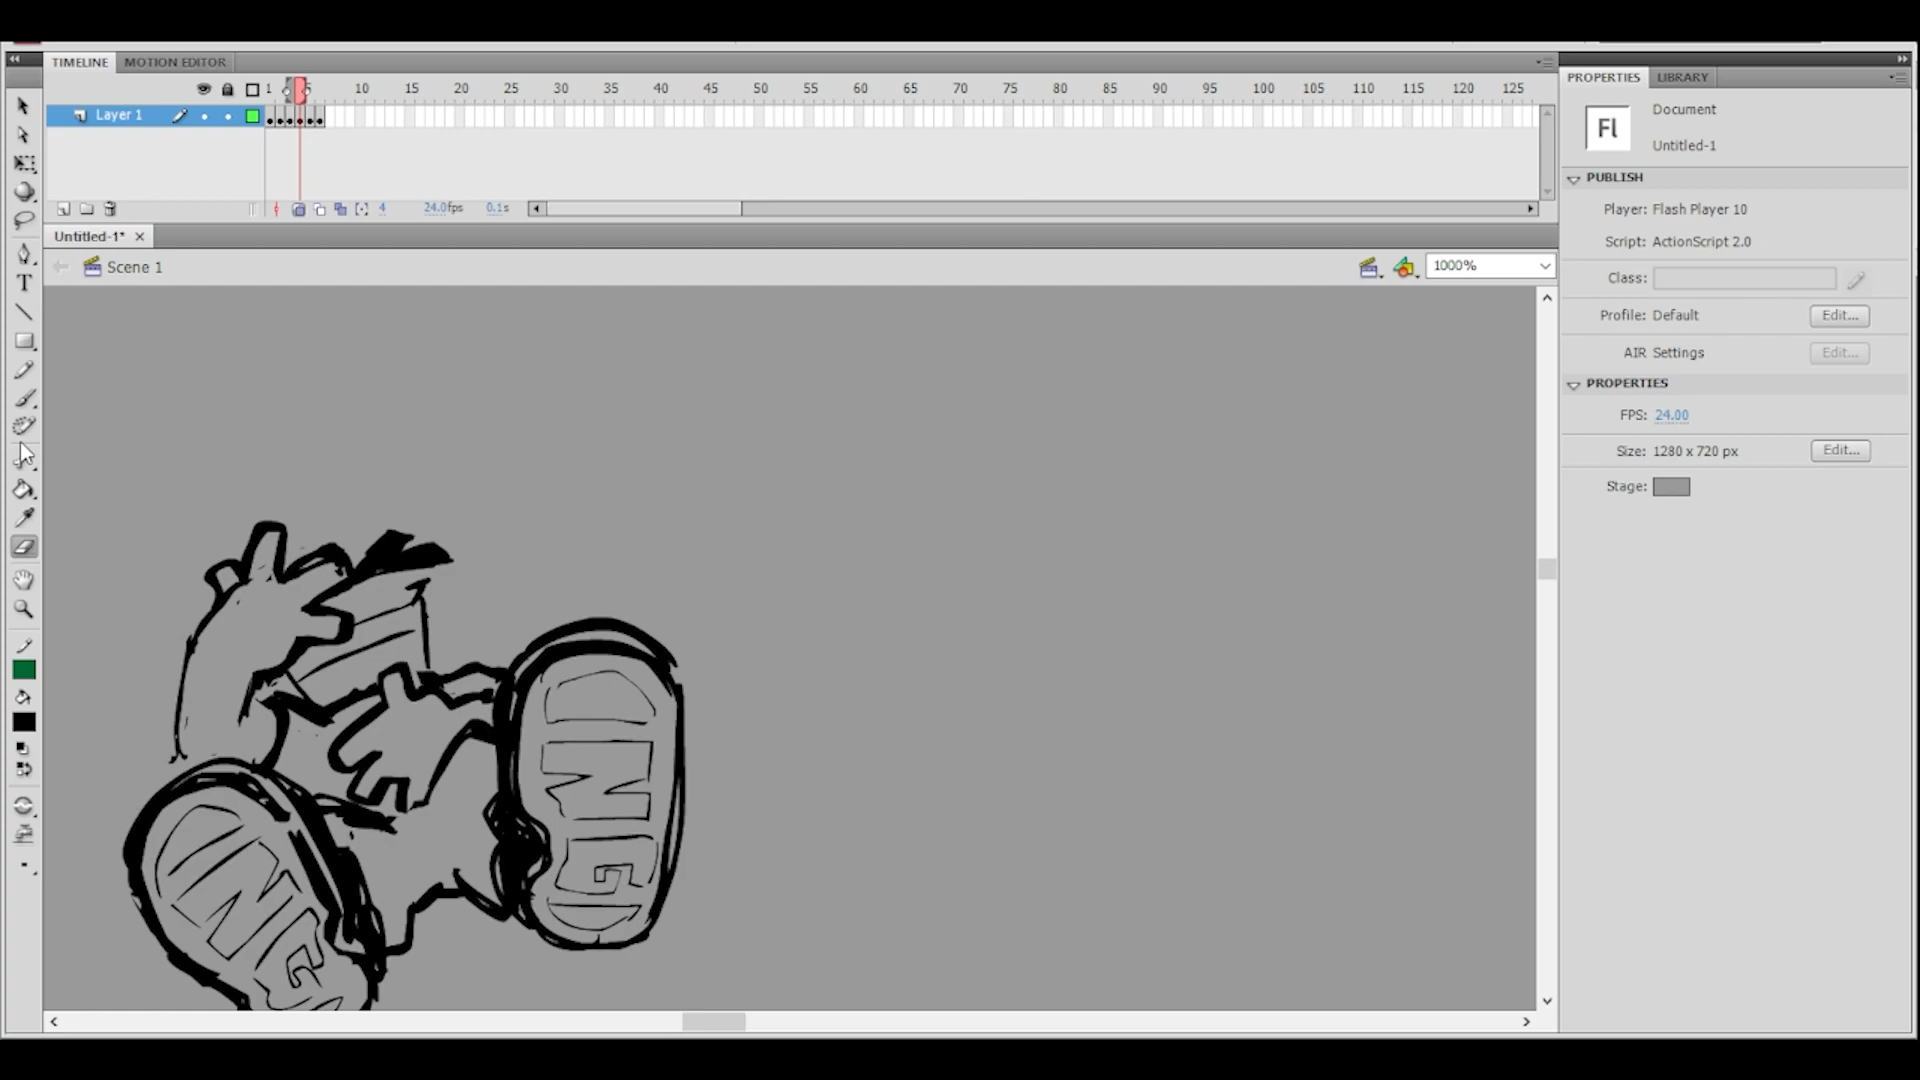 TIMELINE MOTION EDITOR
1 5 10 15 20 25 30 35 40 45 50 55 60 65 70 75 80 85 90 95 100 105 110 115 120 125
Layer 1
4 24.0fps 0.1s
Untitled-1*
Scene 1
1000%
PROPERTIES LIBRARY
Fl
Document
Untitled-1
PUBLISH
Player: Flash Player 10
Script: ActionScript 2.0
Class:
Profile: Default Edit...
AIR Settings Edit...
PROPERTIES
FPS: 24.00
Size: 1280 x 720 px Edit...
Stage:
T